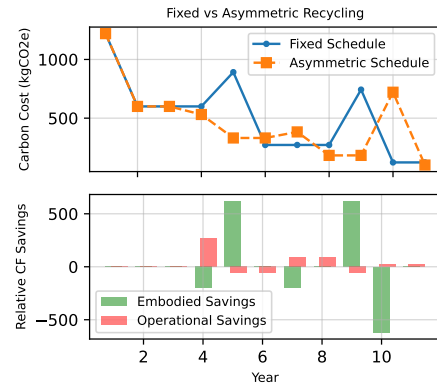 Fixed vs Asymmetric Recycling
Carbon Cost (kgCO2e)
1000
500
Fixed Schedule
Asymmetric Schedule
Relative CF Savings
500
0
−500
Embodied Savings
Operational Savings
2 4 6 8 10
Year